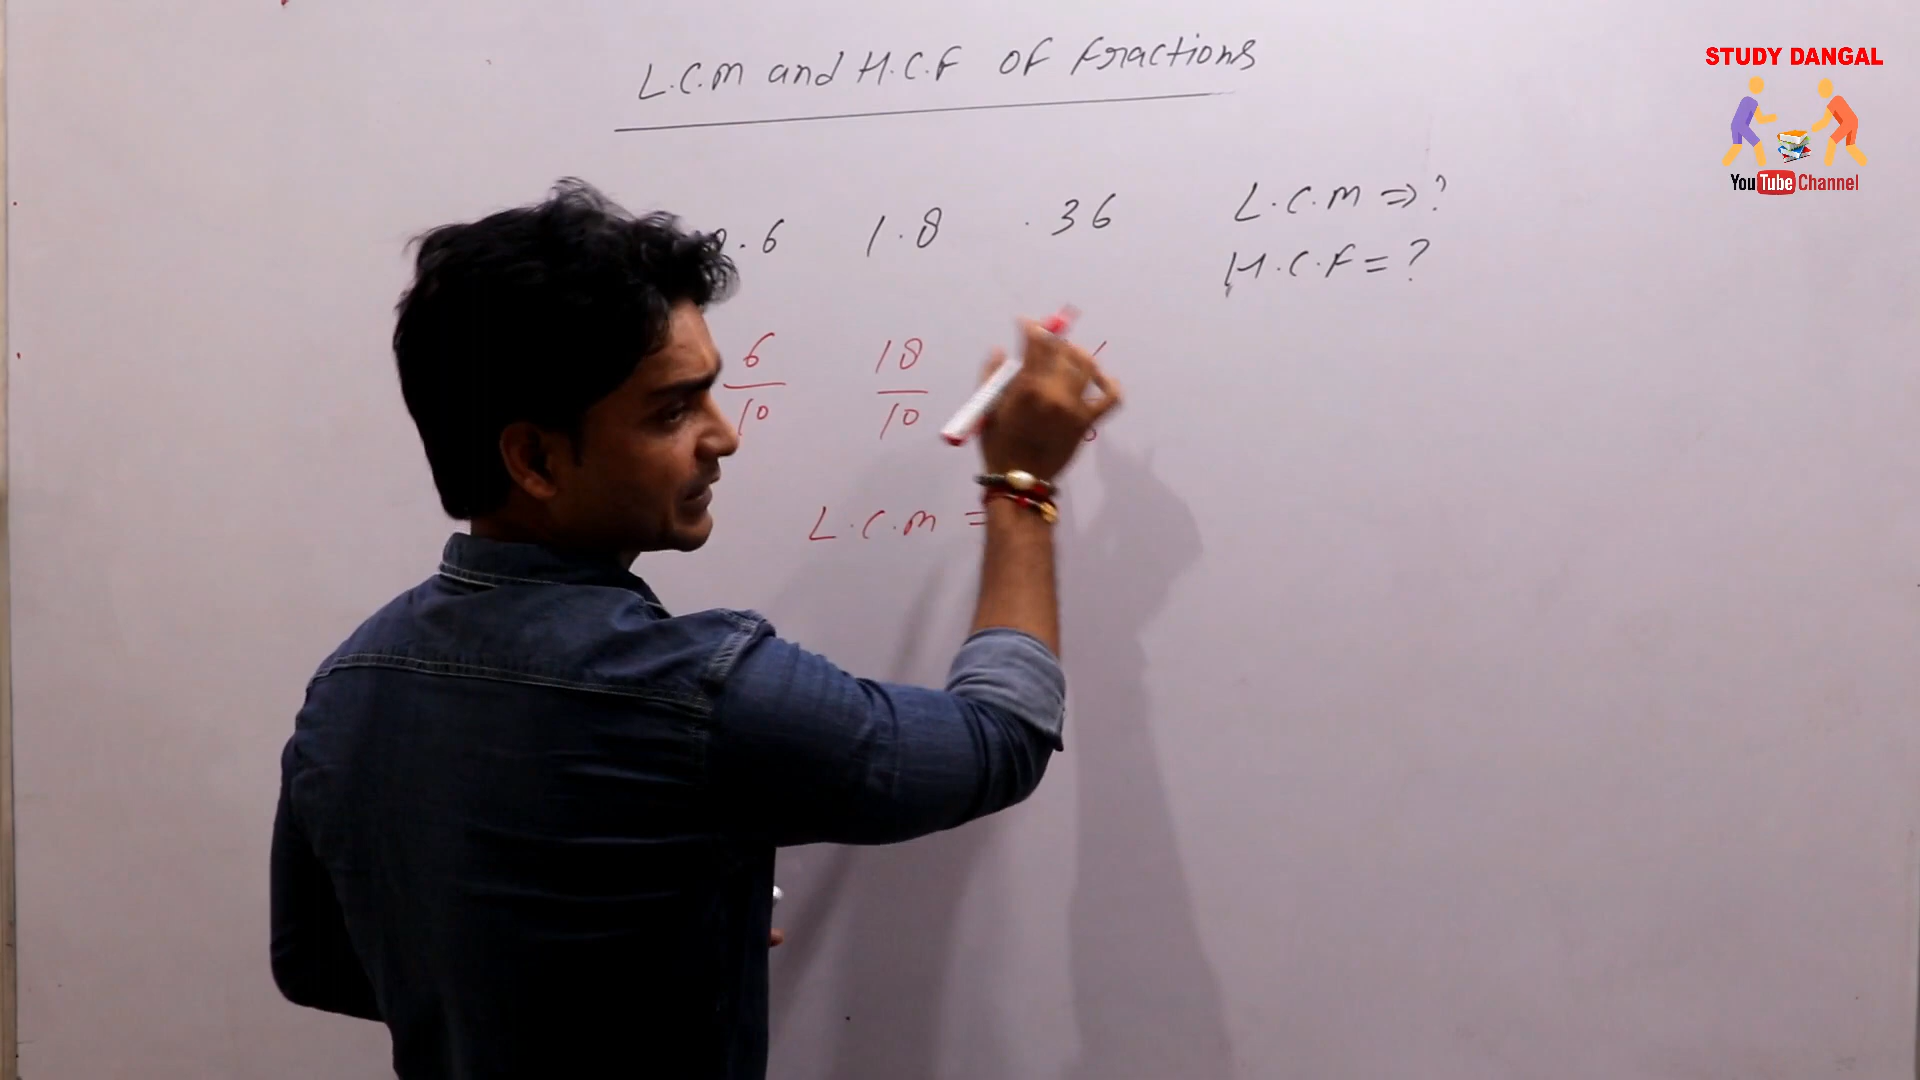 L.C.M and H.C.F OF fractions
STUDY DANGAL
YouTube Channel
.6 1.8 .36
L.C.M => ?
H.C.F = ?
6 18
10 10
L.C.M =